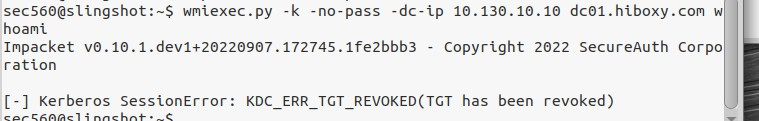 sec560@slingshot:~$ wmiexec.py -k -no-pass -dc-ip 10.130.10.10 dc01.hiboxy.com w
hoami
Impacket v0.10.1.dev1+20220907.172745.1fe2bbb3 - Copyright 2022 SecureAuth Corpo
ration
[-] Kerberos SessionError: KDC_ERR_TGT_REVOKED(TGT has been revoked)
sec560@slingshot:~$